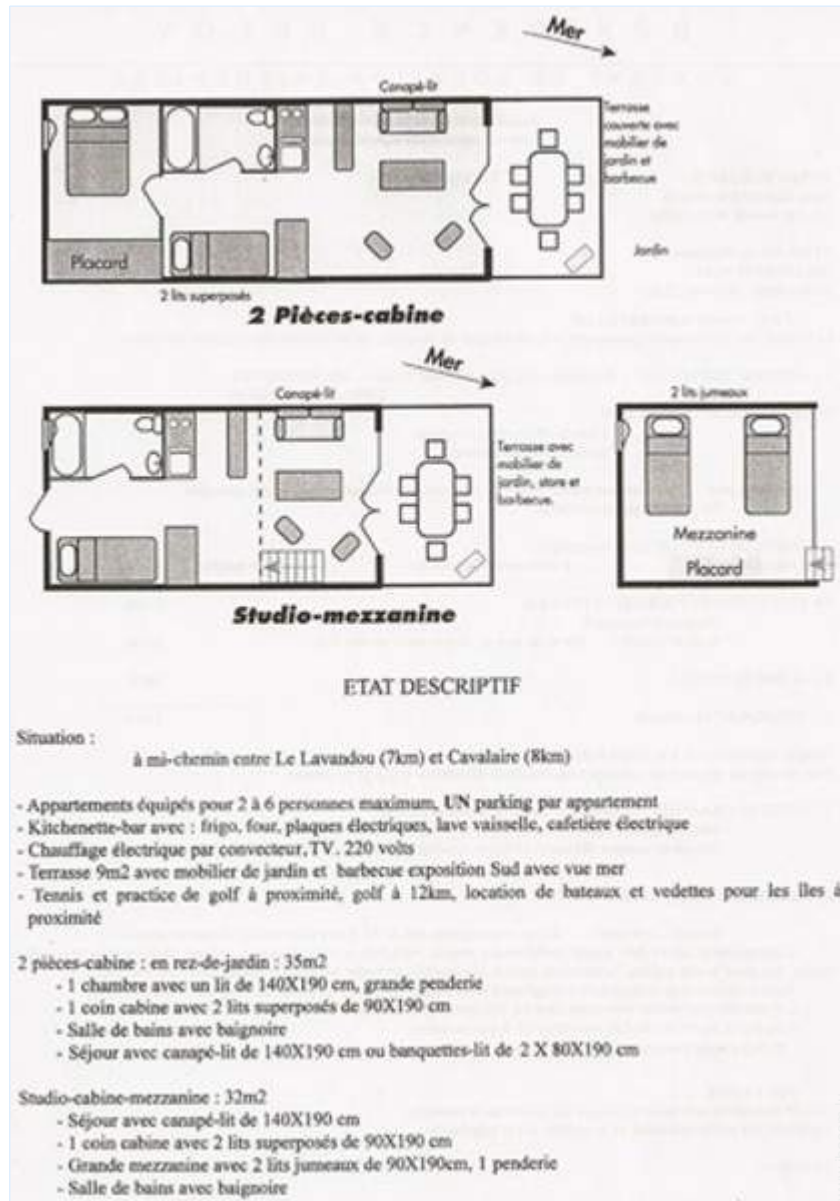 Mer
Canapé-lit
Terrasse
couverte avec
mobilier de
jardin et
barbecue
Jardin
Placard
2 lits superposés
2 Pièces-cabine
Mer
Canapé-lit
2 lits jumeaux
Terrasse avec
mobilier de
jardin, store et
barbecue.
Mezzanine
Placard
Studio-mezzanine
ETAT DESCRIPTIF
Situation :
à mi-chemin entre Le Lavandou (7km) et Cavalaire (8km)
- Appartements équipés pour 2 à 6 personnes maximum, UN parking par appartement
- Kitchenette-bar avec : frigo, four, plaques électriques, lave vaisselle, cafetière électrique
- Chauffage électrique par convecteur, TV. 220 volts
- Terrasse 9m2 avec mobilier de jardin et barbecue exposition Sud avec vue mer
- Tennis et practice de golf à proximité, golf à 12km, location de bateaux et vedettes pour les îles à
proximité
2 pièces-cabine : en rez-de-jardin : 35m2
- 1 chambre avec un lit de 140X190 cm, grande penderie
- 1 coin cabine avec 2 lits superposés de 90X190 cm
- Salle de bains avec baignoire
- Séjour avec canapé-lit de 140X190 cm ou banquettes-lit de 2 X 80X190 cm
Studio-cabine-mezzanine : 32m2
- Séjour avec canapé-lit de 140X190 cm
- 1 coin cabine avec 2 lits superposés de 90X190 cm
- Grande mezzanine avec 2 lits jumeaux de 90X190cm, 1 penderie
- Salle de bains avec baignoire